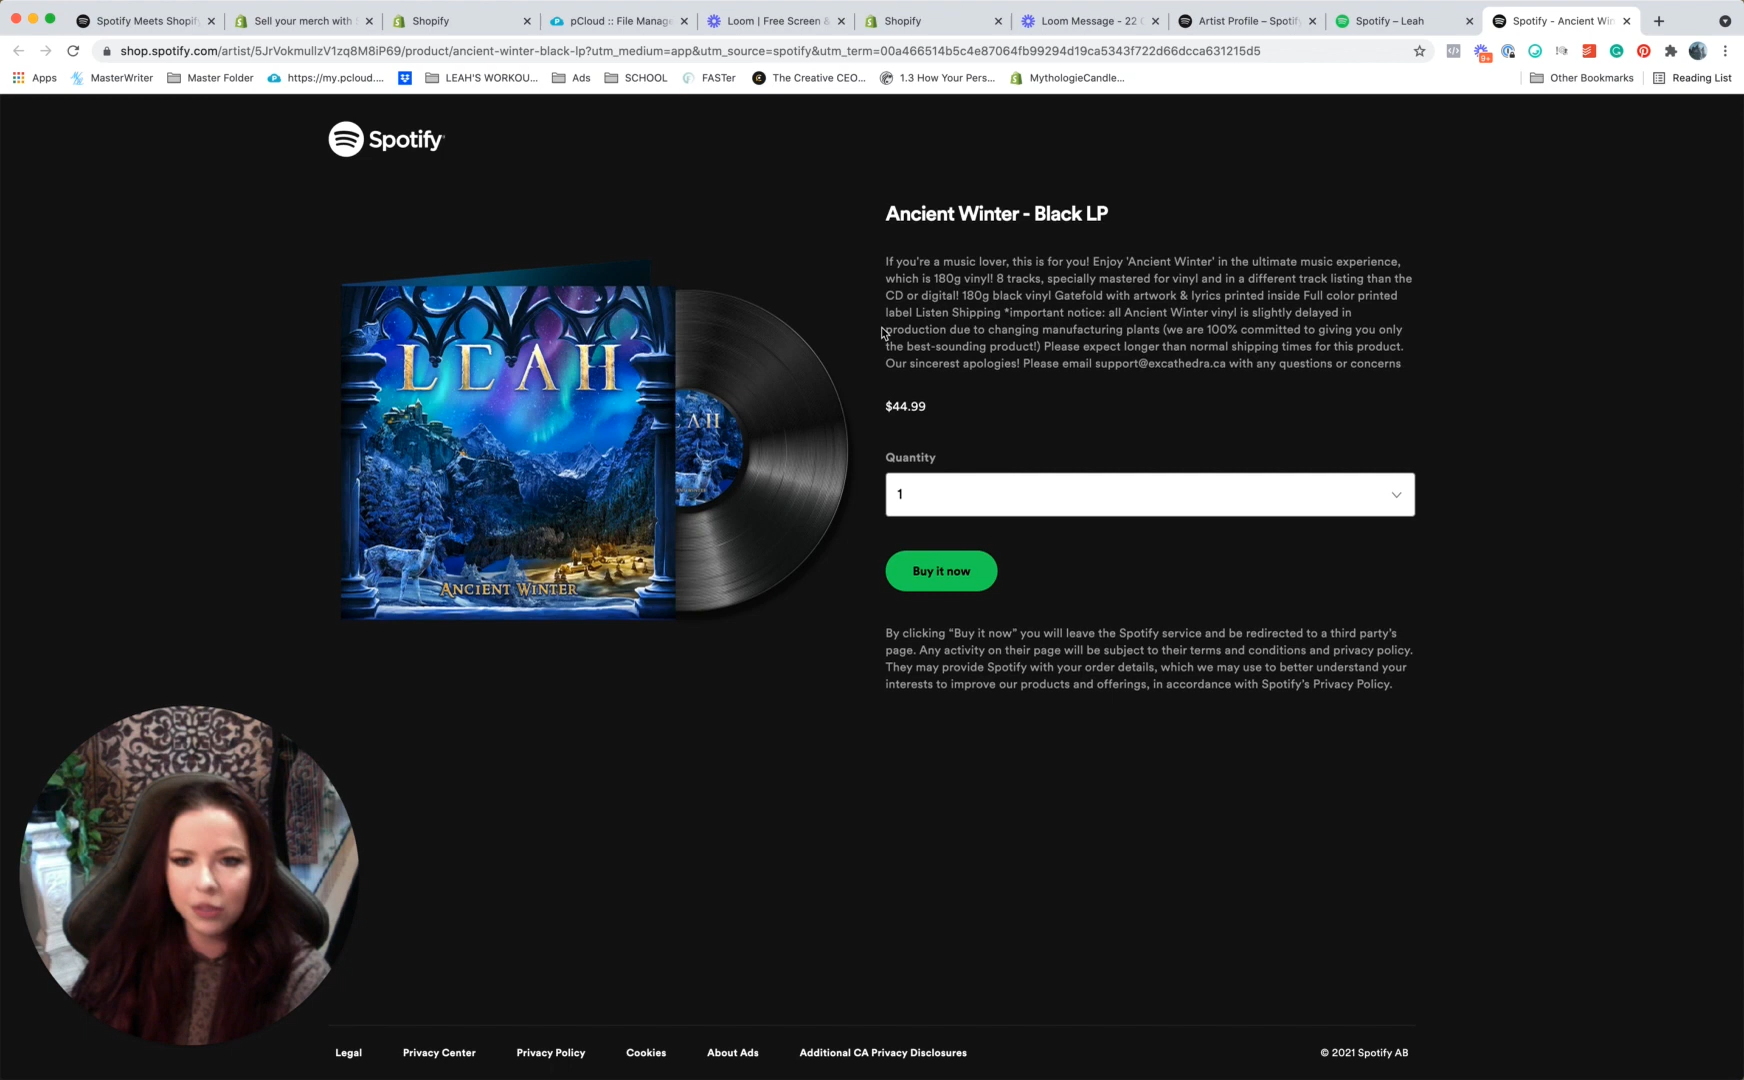 Spotify Meets Shopif
Sell your merch with
Shopify
pCloud :: File Manage
Loom | Free Screen &
Shopify
Loom Message - 22
Artist Profile – Spotify
Spotify – Leah
Spotify - Ancient Win
shop.spotify.com/artist/5JrVokmullzV1zq8M8iP69/product/ancient-winter-black-lp?utm_medium=app&utm_source=spotify&utm_term=00a466514b5c4e87064fb99294d19ca5343f722d66dcca631215d5
9+
Apps
MasterWriter
Master Folder
https://my.pcloud....
LEAH'S WORKOU...
Ads
SCHOOL
FASTer
The Creative CEO...
1.3 How Your Pers...
MythologieCandle...
Other Bookmarks
Reading List
Spotify
Ancient Winter - Black LP
If you're a music lover, this is for you! Enjoy 'Ancient Winter' in the ultimate music experience,
which is 180g vinyl! 8 tracks, specially mastered for vinyl and in a different track listing than the
CD or digital! 180g black vinyl Gatefold with artwork & lyrics printed inside Full color printed
label Listen Shipping *important notice: all Ancient Winter vinyl is slightly delayed in
production due to changing manufacturing plants (we are 100% committed to giving you only
the best-sounding product!) Please expect longer than normal shipping times for this product.
Our sincerest apologies! Please email support@excathedra.ca with any questions or concerns
LEAH
ANCIENT WINTER
AH
$44.99
Quantity
1
Buy it now
By clicking “Buy it now” you will leave the Spotify service and be redirected to a third party’s
page. Any activity on their page will be subject to their terms and conditions and privacy policy.
They may provide Spotify with your order details, which we may use to better understand your
interests to improve our products and offerings, in accordance with Spotify’s Privacy Policy.
Legal
Privacy Center
Privacy Policy
Cookies
About Ads
Additional CA Privacy Disclosures
© 2021 Spotify AB